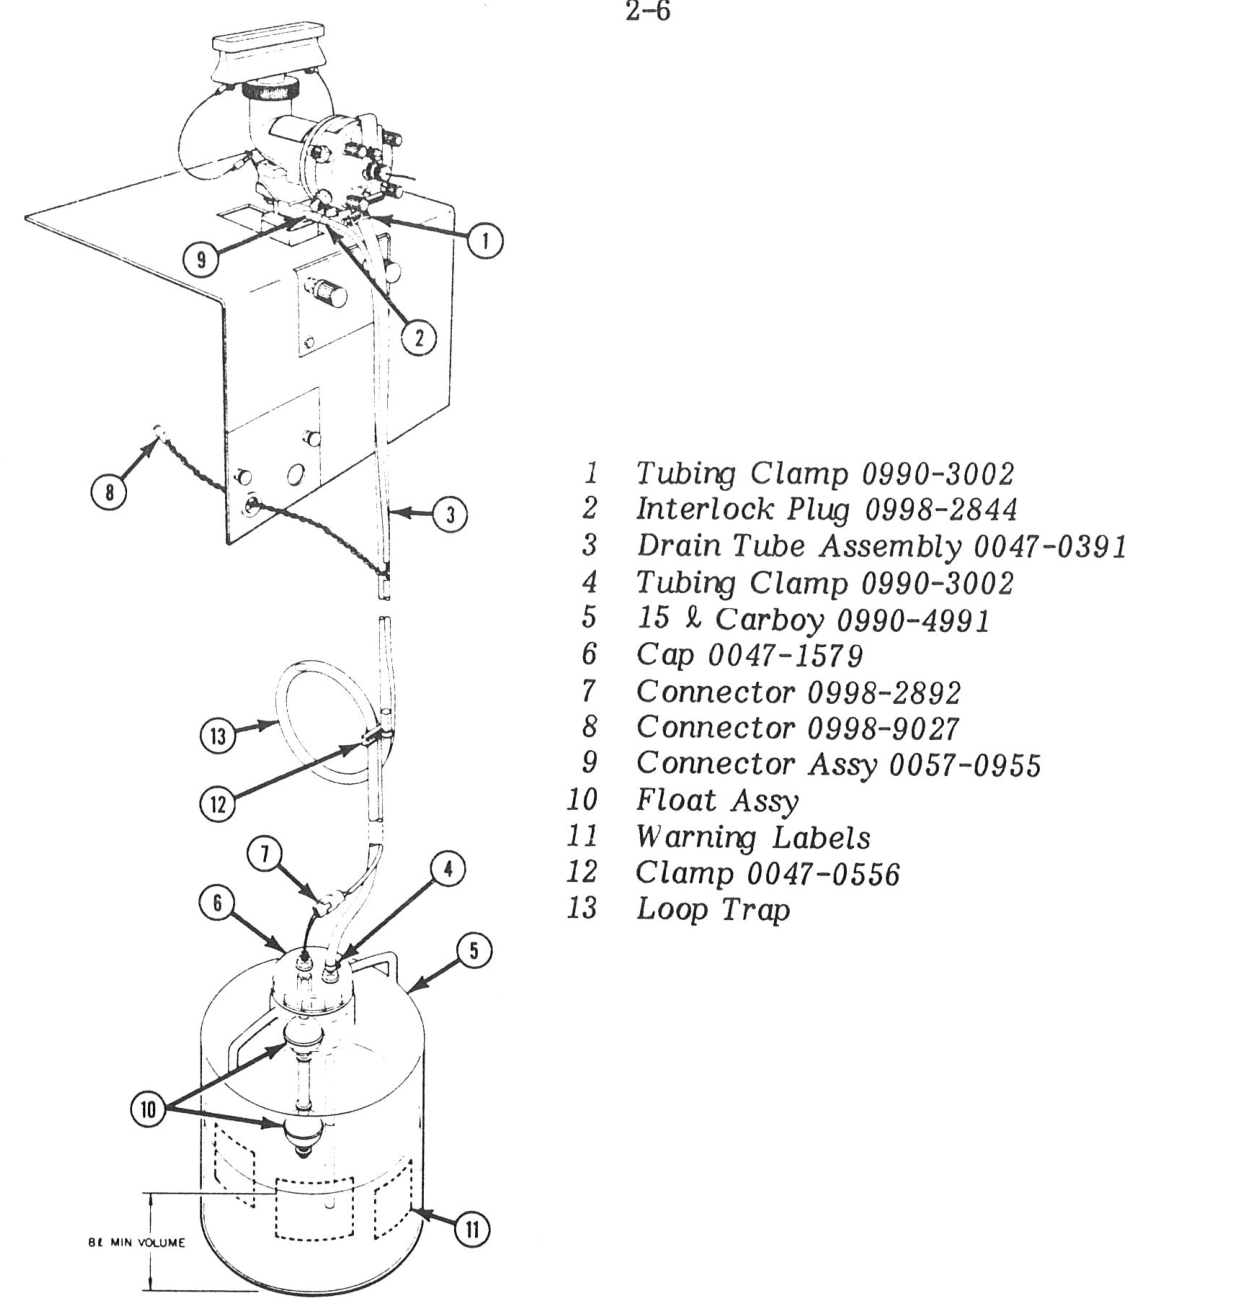 2-6
1
9
2
8
3
13
12
7
4
6
5
10
11
8ℓ MIN VOLUME
1 Tubing Clamp 0990-3002
2 Interlock Plug 0998-2844
3 Drain Tube Assembly 0047-0391
4 Tubing Clamp 0990-3002
5 15 ℓ Carboy 0990-4991
6 Cap 0047-1579
7 Connector 0998-2892
8 Connector 0998-9027
9 Connector Assy 0057-0955
10 Float Assy
11 Warning Labels
12 Clamp 0047-0556
13 Loop Trap